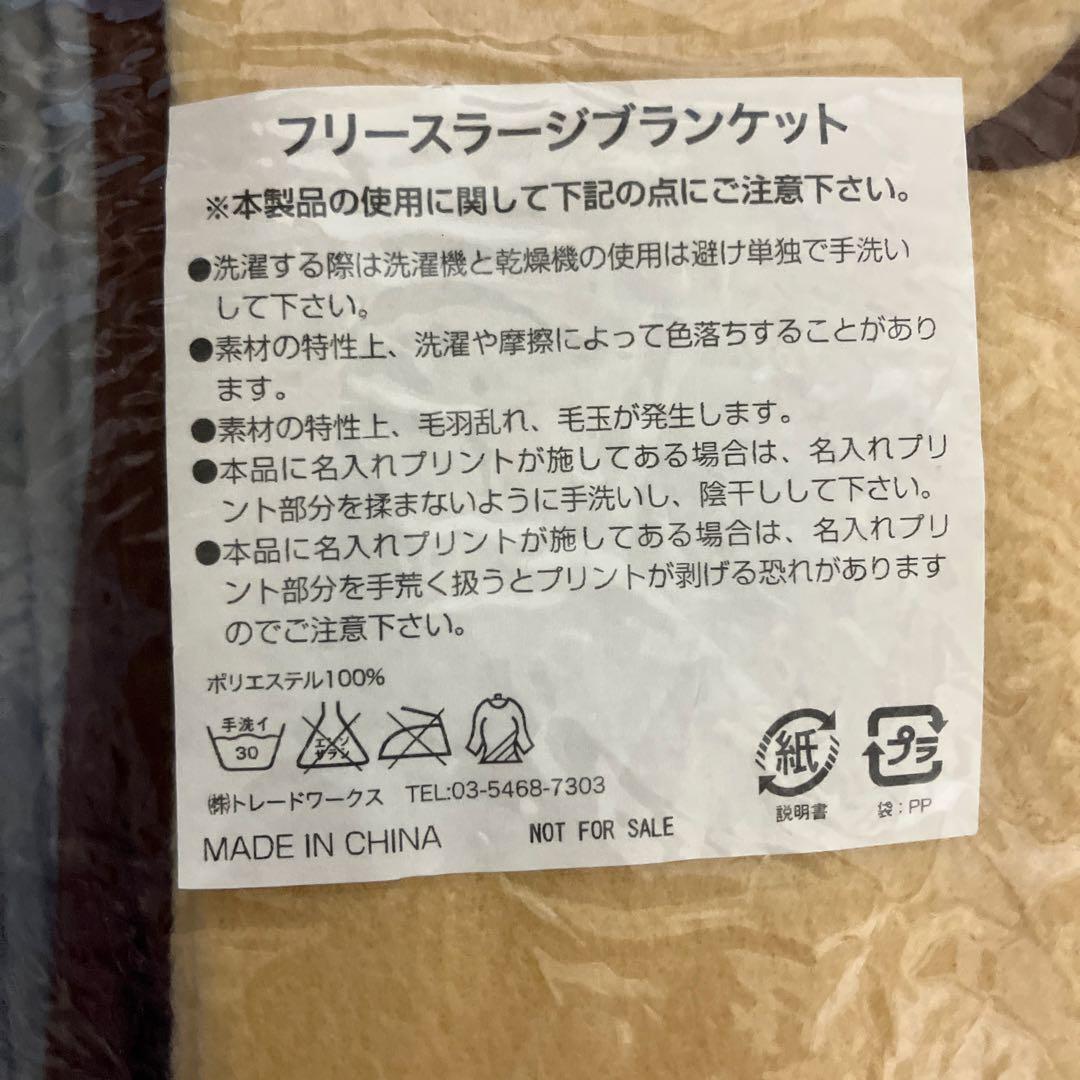 フリースラージブランケット
※本製品の使用に関して下記の点にご注意下さい。
●洗濯する際は洗濯機と乾燥機の使用は避け単独で手洗い
して下さい。
●素材の特性上、洗濯や摩擦によって色落ちすることがあり
ます。
●素材の特性上、毛羽乱れ、毛玉が発生します。
●本品に名入れプリントが施してある場合は、名入れプリ
ント部分を揉まないように手洗いし、陰干しして下さい。
●本品に名入れプリントが施してある場合は、名入れプリ
ント部分を手荒く扱うとプリントが剥げる恐れがあります
のでご注意下さい。
ポリエステル100%
手洗イ
30
エンソ
サラシ
紙
説明書
プラ
袋：PP
㈱トレードワークス TEL:03-5468-7303
MADE IN CHINA NOT FOR SALE